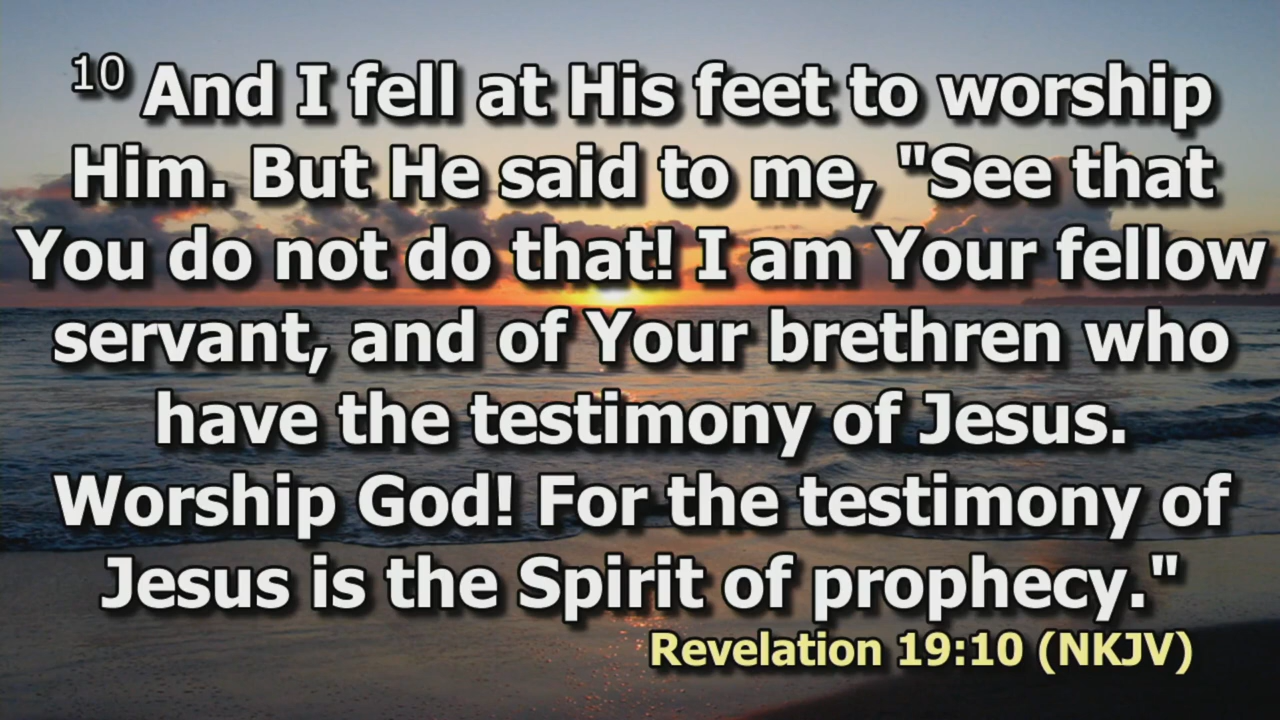 10 And I fell at His feet to worship
Him. But He said to me, "See that
You do not do that! I am Your fellow
servant, and of Your brethren who
have the testimony of Jesus.
Worship God! For the testimony of
Jesus is the Spirit of prophecy."
Revelation 19:10 (NKJV)